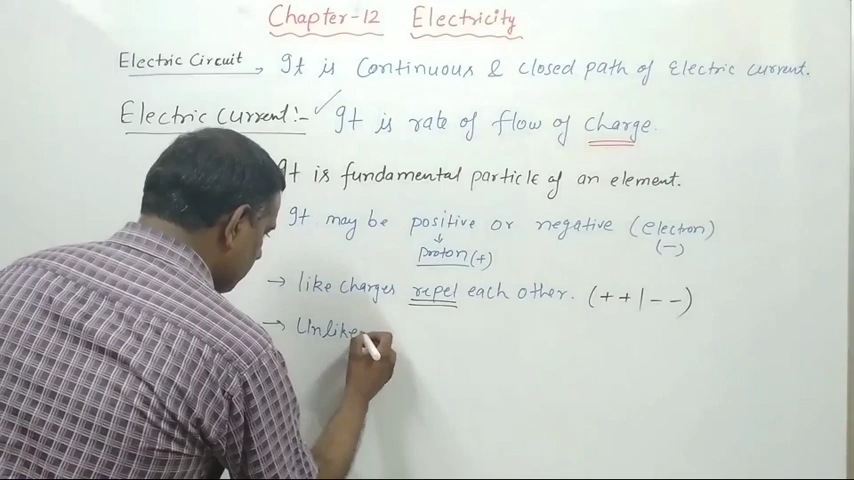 Chapter-12 Electricity
Electric Circuit → It is Continuous & closed path of Electric current.
Electric Current:- ✓ It is rate of flow of charge.
It is fundamental particle of an element.
It may be positive or negative (electron)
↓ (-)
proton (+)
→ like charges repel each other. (+ + | - -)
→ Unlike